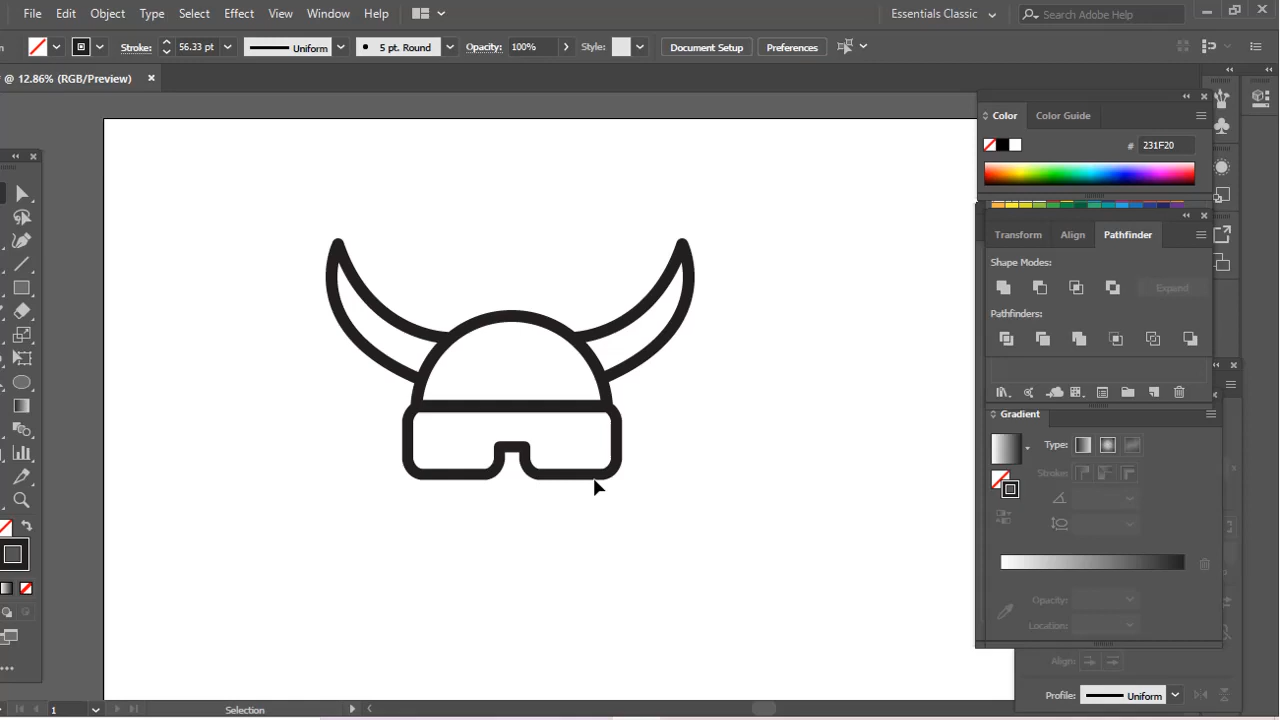 File Edit Type Object Select Effect View Window Help Essentials Classic Search Adobe Help
Stroke: 56.33 pt Uniform 5 pt. Round Opacity: 100% Style: Document Setup Preferences
@ 12.86% (RGB/Preview)
Color Color Guide
# 231F20
Transform Align Pathfinder
Shape Modes:
Expand
Pathfinders:
Gradient
Type:
Stroke:
Opacity:
Location:
Align:
Profile: Uniform
1 Selection